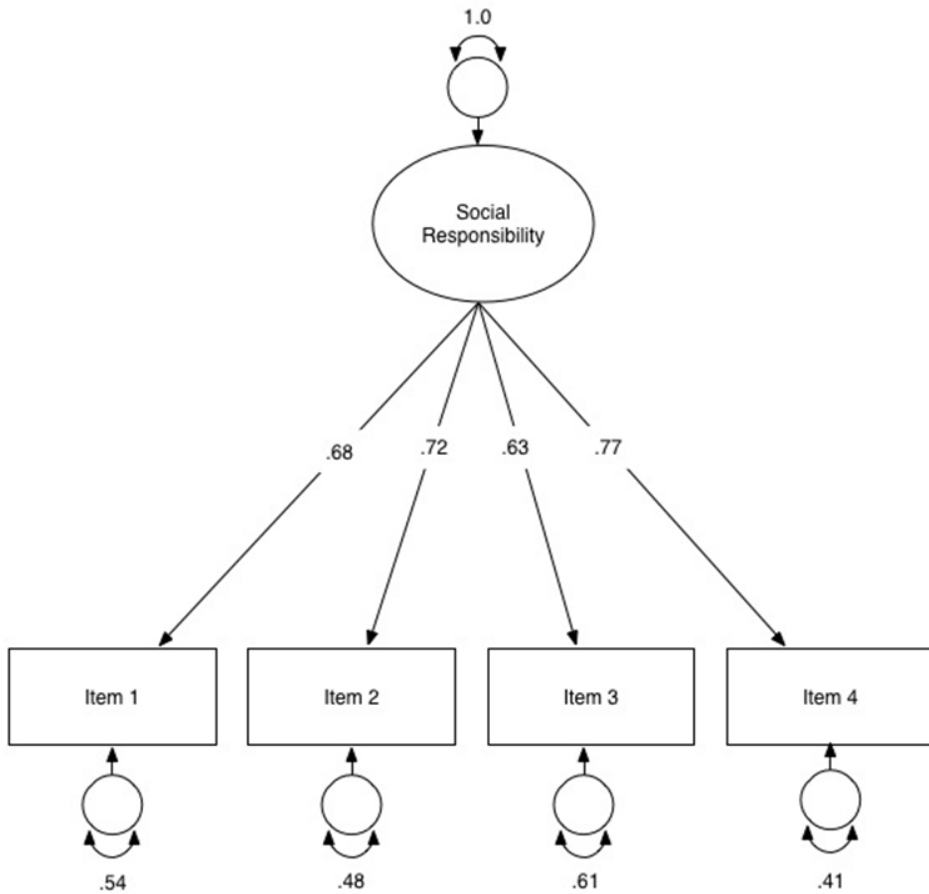 1.0
Social
Responsibility
.68
.72
.63
.77
Item 1
Item 2
Item 3
Item 4
.54
.48
.61
.41